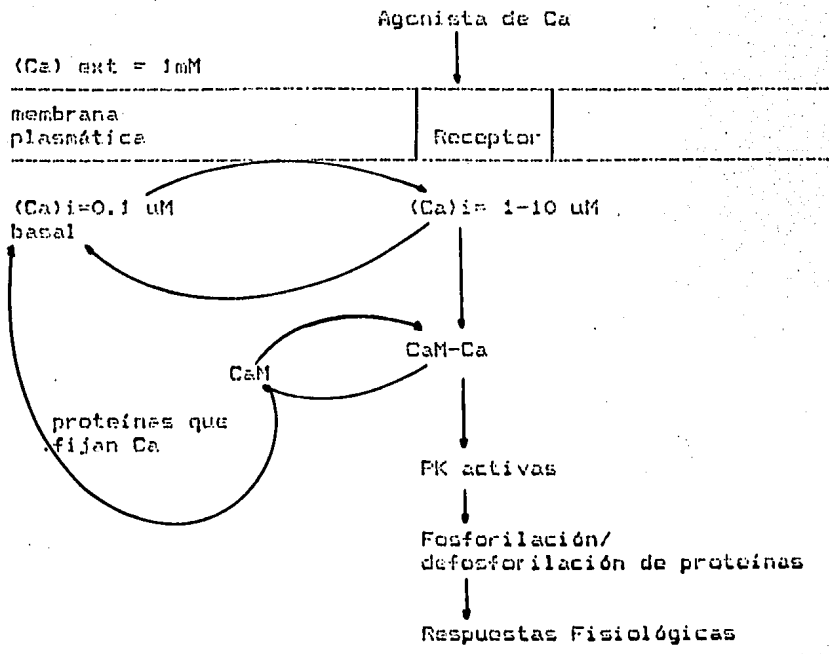 Agonista de Ca
(Ca) ext = 1mM
membrana
plasmática
Receptor
(Ca)i=0.1 uM
basal
(Ca)i= 1-10 uM
CaM-Ca
CaM
proteínas que
fijan Ca
PK activas
Fosforilación/
defosforilación de proteínas
Respuestas Fisiológicas